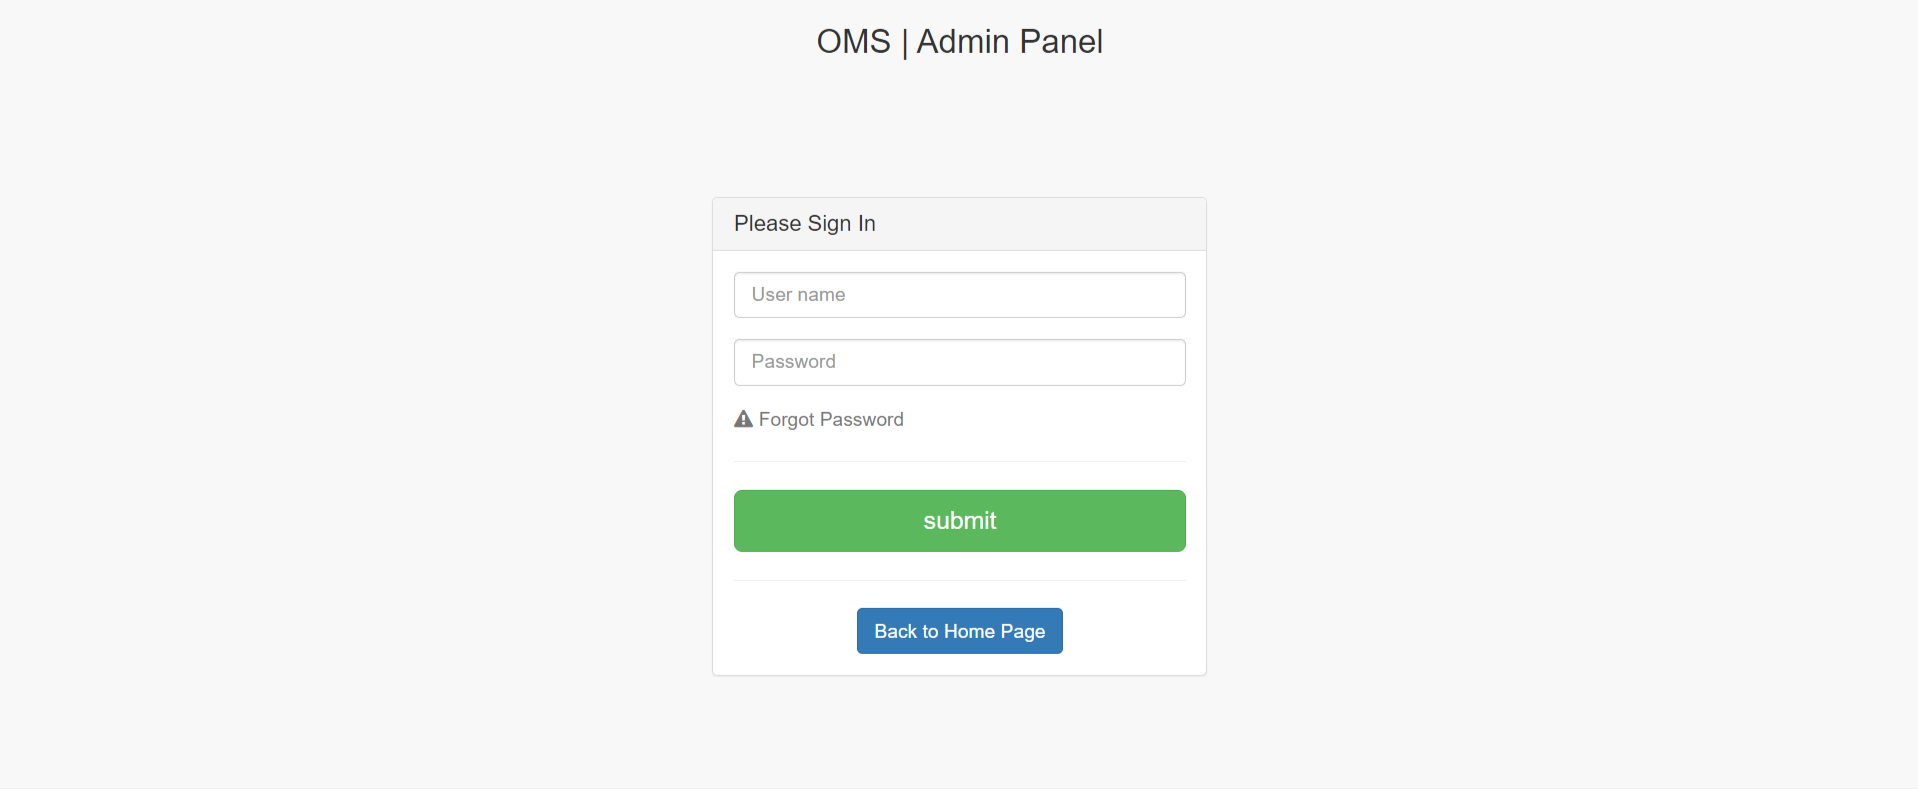 OMS | Admin Panel
Please Sign In
User name
Password
Forgot Password
submit
Back to Home Page